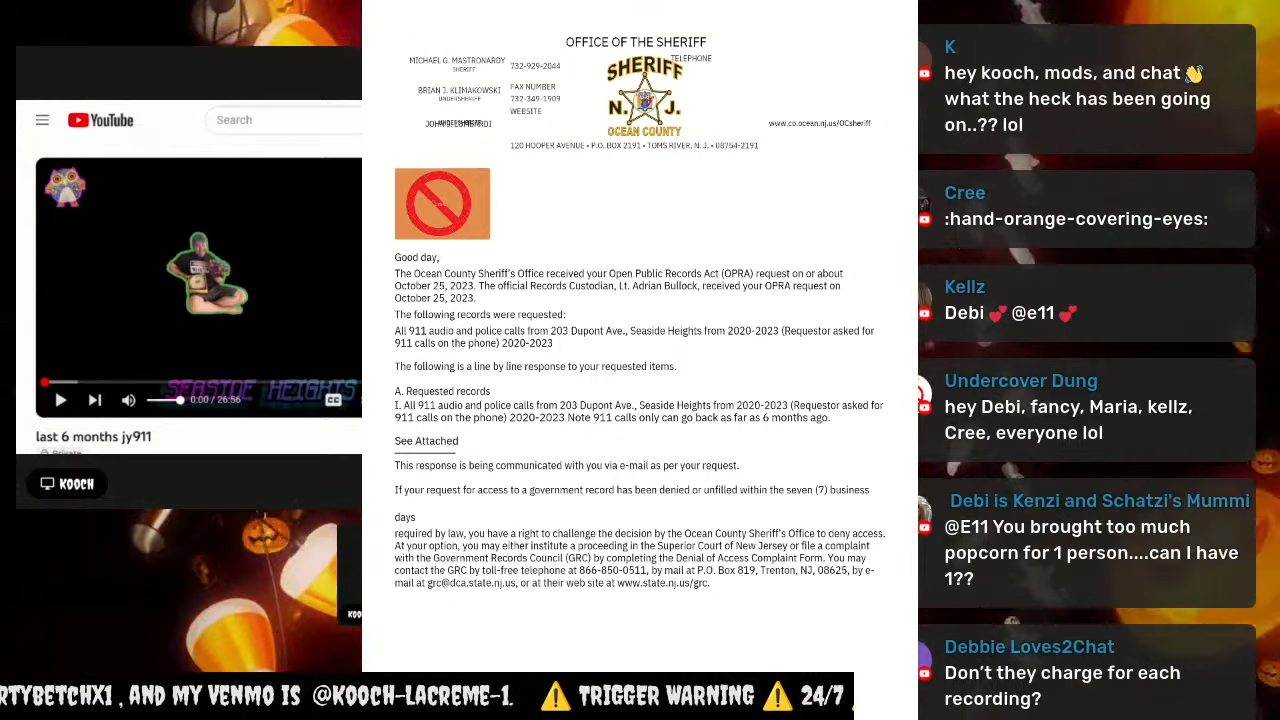 YouTube
Search
SEASIDE HEIGHTS
0:00 / 26:56
CC
last 6 months jy911
Private
KOOCH
OFFICE OF THE SHERIFF
MICHAEL G. MASTRONARDY
SHERIFF
BRIAN J. KLIMAKOWSKI
UNDERSHERIFF
732-929-2044
FAX NUMBER
732-349-1909
WEBSITE
TELEPHONE
SHERIFF
N. J.
OCEAN COUNTY
www.co.ocean.nj.us/OCsheriff
120 HOOPER AVENUE • P.O. BOX 2191 • TOMS RIVER, N. J. • 08754-2191
Good day,
The Ocean County Sheriff's Office received your Open Public Records Act (OPRA) request on or about
October 25, 2023. The official Records Custodian, Lt. Adrian Bullock, received your OPRA request on
October 25, 2023.
The following records were requested:
All 911 audio and police calls from 203 Dupont Ave., Seaside Heights from 2020-2023 (Requestor asked for
911 calls on the phone) 2020-2023
The following is a line by line response to your requested items.
A. Requested records
I. All 911 audio and police calls from 203 Dupont Ave., Seaside Heights from 2020-2023 (Requestor asked for
911 calls on the phone) 2020-2023 Note 911 calls only can go back as far as 6 months ago.
See Attached
This response is being communicated with you via e-mail as per your request.
If your request for access to a government record has been denied or unfilled within the seven (7) business
days
required by law, you have a right to challenge the decision by the Ocean County Sheriff's Office to deny access.
At your option, you may either institute a proceeding in the Superior Court of New Jersey or file a complaint
with the Government Records Council (GRC) by completing the Denial of Access Complaint Form. You may
contact the GRC by toll-free telephone at 866-850-0511, by mail at P.O. Box 819, Trenton, NJ, 08625, by e-
mail at grc@dca.state.nj.us, or at their web site at www.state.nj.us/grc.
K
hey kooch, mods, and chat 👋
what the heck has been going
on..?? lol
Cree
:hand-orange-covering-eyes:
Kellz
Debi 💕 @e11 💕
Undercover Dung
hey Debi, fancy, Maria, kellz,
Cree, everyone lol
Debi is Kenzi and Schatzi's Mummi
@E11 You brought too much
popcorn for 1 person....can I have
1??
Debbie Loves2Chat
Don't they charge for each
recording?
KOO
RTYBETCHX1 , AND MY VENMO IS @KOOCH-LACREME-1. ⚠️ TRIGGER WARNING ⚠️ 24/7